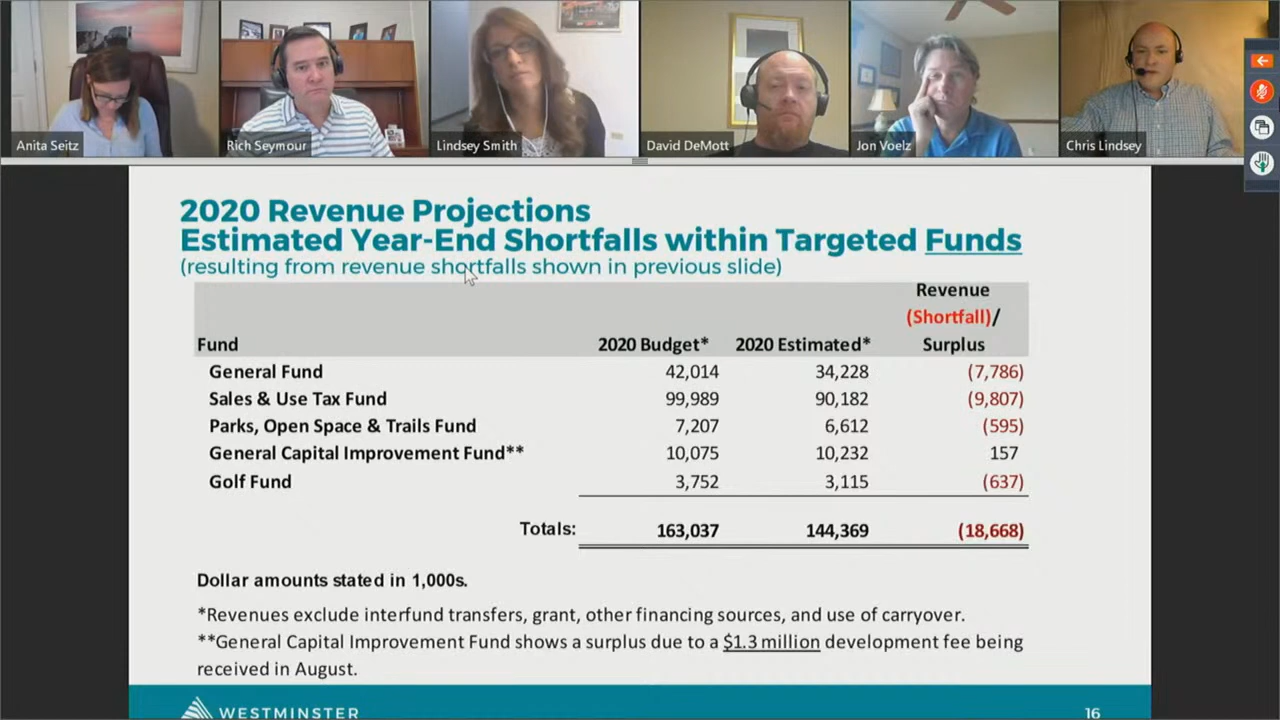 Anita Seitz
Rich Seymour
Lindsey Smith
David DeMott
Jon Voelz
Chris Lindsey
2020 Revenue Projections
Estimated Year-End Shortfalls within Targeted Funds
(resulting from revenue shortfalls shown in previous slide)
Revenue
(Shortfall)/
Fund 2020 Budget* 2020 Estimated* Surplus
General Fund 42,014 34,228 (7,786)
Sales & Use Tax Fund 99,989 90,182 (9,807)
Parks, Open Space & Trails Fund 7,207 6,612 (595)
General Capital Improvement Fund** 10,075 10,232 157
Golf Fund 3,752 3,115 (637)
Totals: 163,037 144,369 (18,668)
Dollar amounts stated in 1,000s.
*Revenues exclude interfund transfers, grant, other financing sources, and use of carryover.
**General Capital Improvement Fund shows a surplus due to a $1.3 million development fee being
received in August.
WESTMINSTER 16